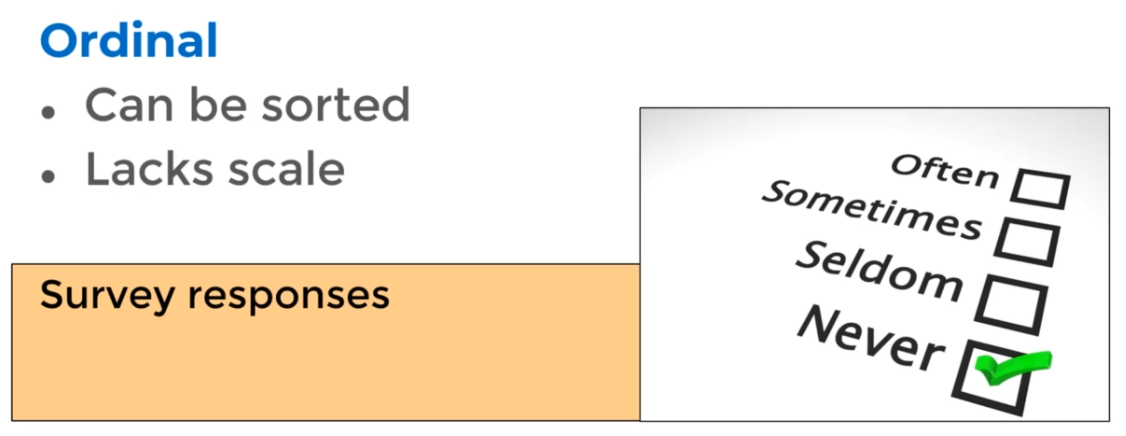 Ordinal
• Can be sorted
• Lacks scale
Survey responses
Often
Sometimes
Seldom
Never